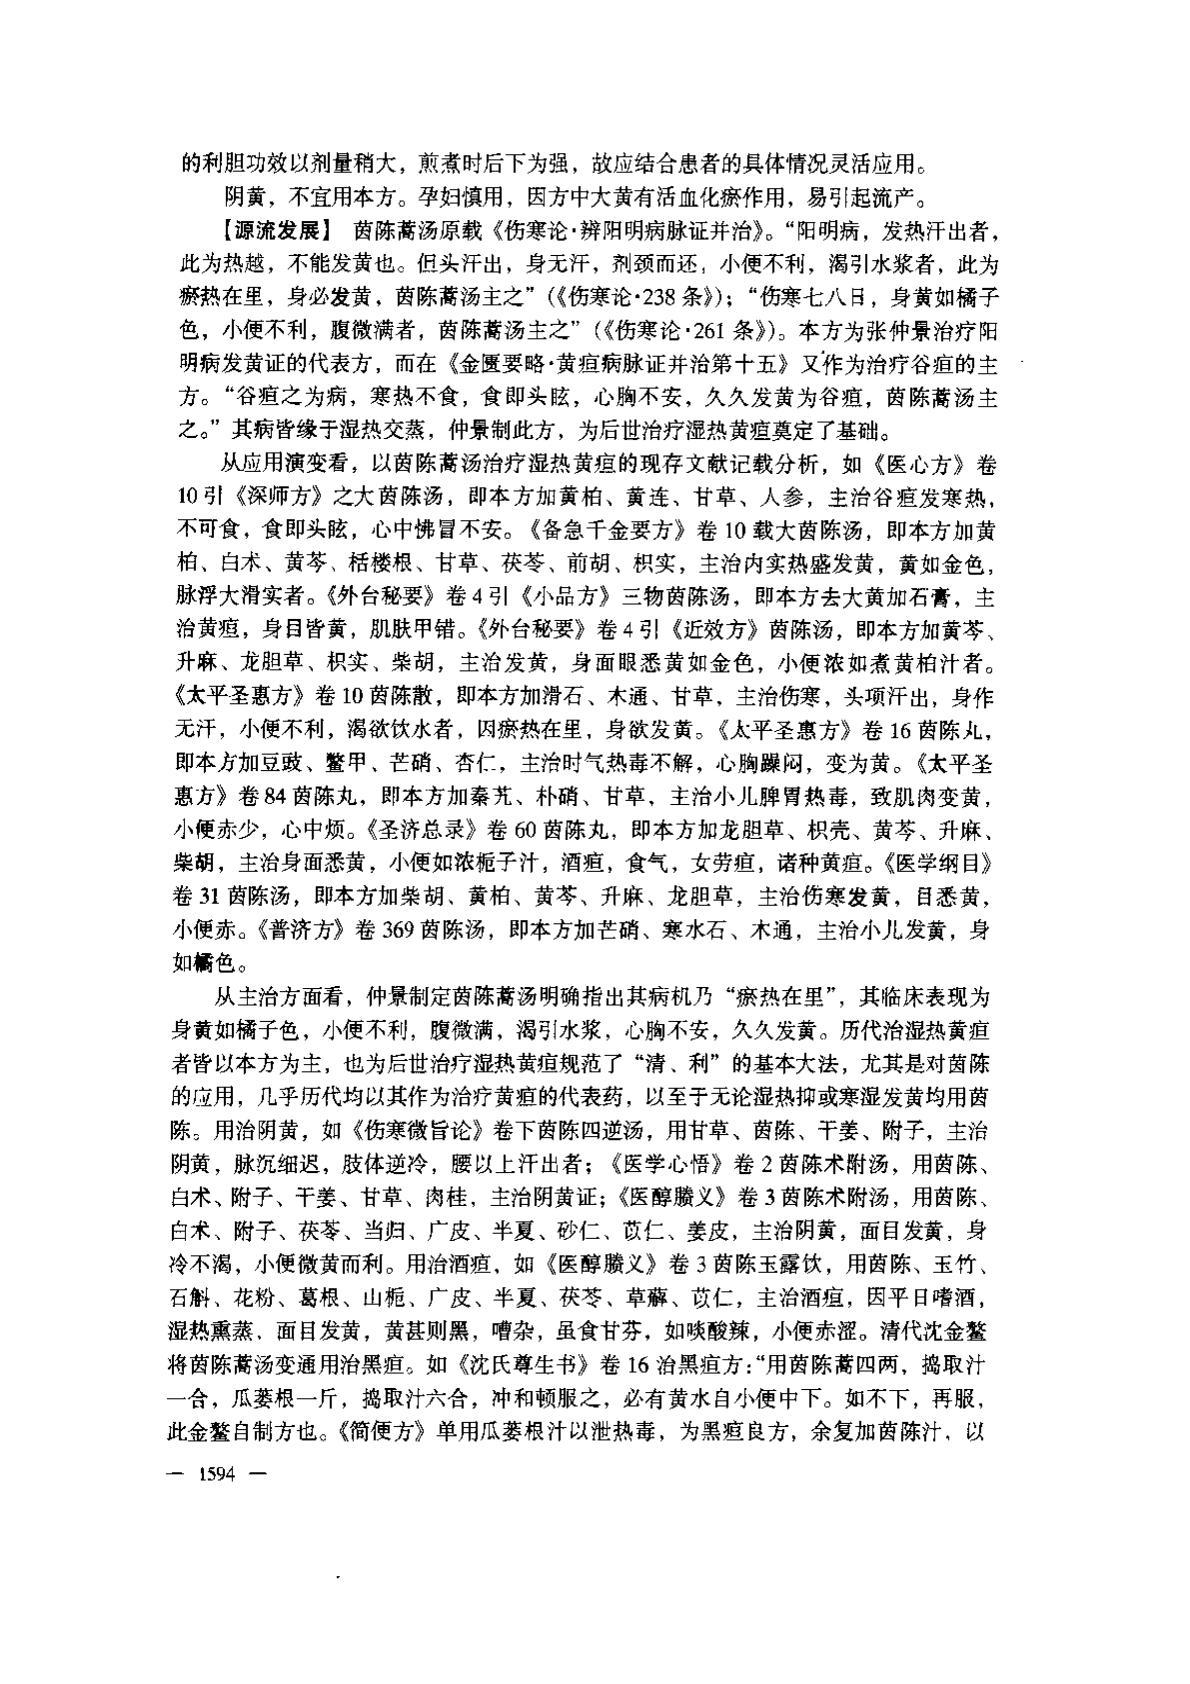 的利胆功效以剂量稍大，煎煮时后下为强，故应结合患者的具体情况灵活应用。
阴黄，不宜用本方。孕妇慎用，因方中大黄有活血化瘀作用，易引起流产。
【源流发展】 茵陈蒿汤原载《伤寒论·辨阳明病脉证并治》。“阳明病，发热汗出者，
此为热越，不能发黄也。但头汗出，身无汗，剂颈而还，小便不利，渴引水浆者，此为
瘀热在里，身必发黄，茵陈蒿汤主之”（《伤寒论·238 条》）；“伤寒七八日，身黄如橘子
色，小便不利，腹微满者，茵陈蒿汤主之”（《伤寒论·261 条》）。本方为张仲景治疗阳
明病发黄证的代表方，而在《金匮要略·黄疸病脉证并治第十五》又作为治疗谷疸的主
方。“谷疸之为病，寒热不食，食即头眩，心胸不安，久久发黄为谷疸，茵陈蒿汤主
之。”其病皆缘于湿热交蒸，仲景制此方，为后世治疗湿热黄疸奠定了基础。
从应用演变看，以茵陈蒿汤治疗湿热黄疸的现存文献记载分析，如《医心方》卷
10 引《深师方》之大茵陈汤，即本方加黄柏、黄连、甘草、人参，主治谷疸发寒热，
不可食，食即头眩，心中怫冒不安。《备急千金要方》卷 10 载大茵陈汤，即本方加黄
柏、白术、黄芩、栝楼根、甘草、茯苓、前胡、枳实，主治内实热盛发黄，黄如金色，
脉浮大滑实者。《外台秘要》卷 4 引《小品方》三物茵陈汤，即本方去大黄加石膏，主
治黄疸，身目皆黄，肌肤甲错。《外台秘要》卷 4 引《近效方》茵陈汤，即本方加黄芩、
升麻、龙胆草、枳实、柴胡，主治发黄，身面眼悉黄如金色，小便浓如煮黄柏汁者。
《太平圣惠方》卷 10 茵陈散，即本方加滑石、木通、甘草，主治伤寒，头项汗出，身作
无汗，小便不利，渴欲饮水者，因瘀热在里，身欲发黄。《太平圣惠方》卷 16 茵陈丸，
即本方加豆豉、鳖甲、芒硝、杏仁，主治时气热毒不解，心胸躁闷，变为黄。《太平圣
惠方》卷 84 茵陈丸，即本方加秦艽、朴硝、甘草，主治小儿脾胃热毒，致肌肉变黄，
小便赤少，心中烦。《圣济总录》卷 60 茵陈丸，即本方加龙胆草、枳壳、黄芩、升麻、
柴胡，主治身面悉黄，小便如浓栀子汁，酒疸，食气，女劳疸，诸种黄疸。《医学纲目》
卷 31 茵陈汤，即本方加柴胡、黄柏、黄芩、升麻、龙胆草，主治伤寒发黄，目悉黄，
小便赤。《普济方》卷 369 茵陈汤，即本方加芒硝、寒水石、木通，主治小儿发黄，身
如橘色。
从主治方面看，仲景制定茵陈蒿汤明确指出其病机乃“瘀热在里”，其临床表现为
身黄如橘子色，小便不利，腹微满，渴引水浆，心胸不安，久久发黄。历代治湿热黄疸
者皆以本方为主，也为后世治疗湿热黄疸规范了“清、利”的基本大法，尤其是对茵陈
的应用，几乎历代均以其作为治疗黄疸的代表药，以至于无论湿热抑或寒湿发黄均用茵
陈。用治阴黄，如《伤寒微旨论》卷下茵陈四逆汤，用甘草、茵陈、干姜、附子，主治
阴黄，脉沉细迟，肢体逆冷，腰以上汗出者；《医学心悟》卷 2 茵陈术附汤，用茵陈、
白术、附子、干姜、甘草、肉桂，主治阴黄证；《医醇賸义》卷 3 茵陈术附汤，用茵陈、
白术、附子、茯苓、当归、广皮、半夏、砂仁、苡仁、姜皮，主治阴黄，面目发黄，身
冷不渴，小便微黄而利。用治酒疸，如《医醇賸义》卷 3 茵陈玉露饮，用茵陈、玉竹、
石斛、花粉、葛根、山栀、广皮、半夏、茯苓、草薢、苡仁，主治酒疸，因平日嗜酒，
湿热熏蒸，面目发黄，黄甚则黑，嘈杂，虽食甘芬，如啖酸辣，小便赤涩。清代沈金鳌
将茵陈蒿汤变通用治黑疸。如《沈氏尊生书》卷 16 治黑疸方：“用茵陈蒿四两，捣取汁
一合，瓜蒌根一斤，捣取汁六合，冲和顿服之，必有黄水自小便中下。如不下，再服，
此金鳌自制方也。《简便方》单用瓜蒌根汁以泄热毒，为黑疸良方，余复加茵陈汁，以
— 1594 —